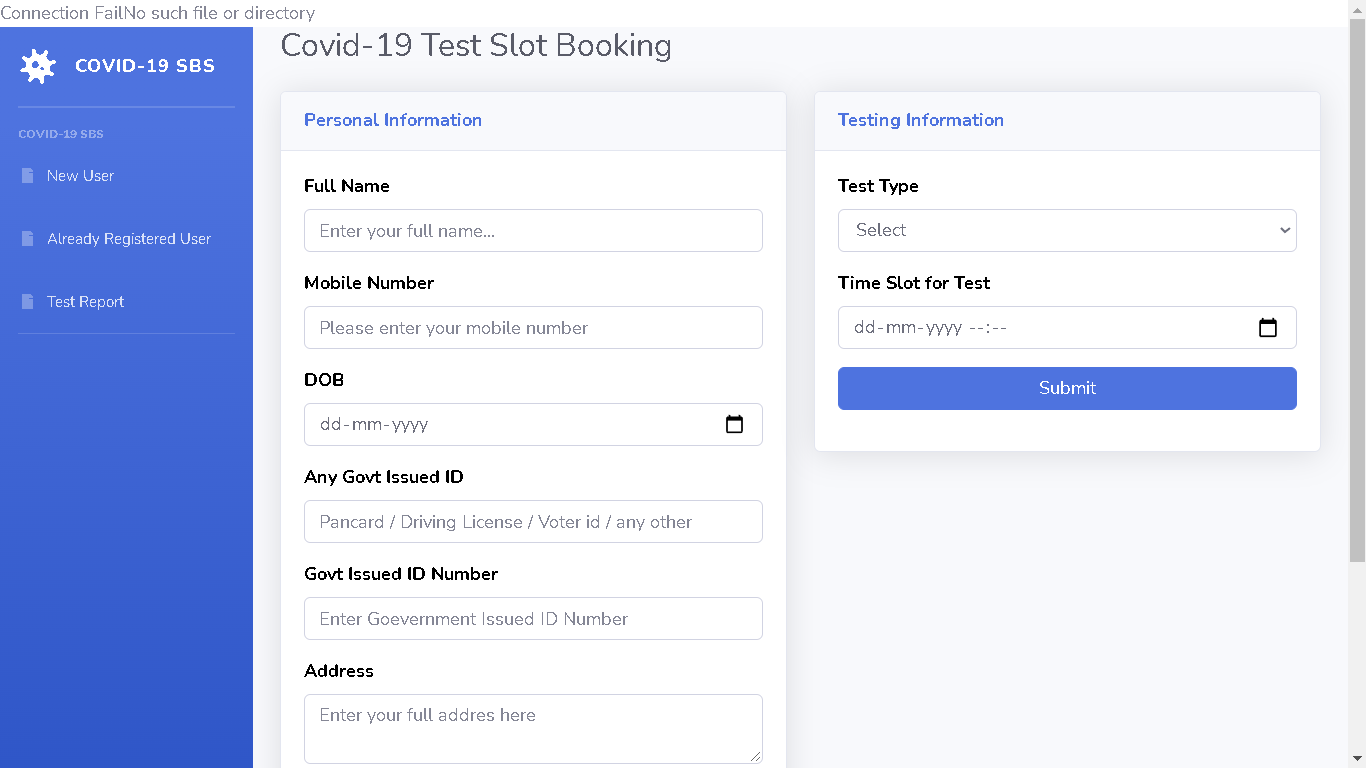 Connection FailNo such file or directory
COVID-19 SBS
COVID-19 SBS
New User
Already Registered User
Test Report
Covid-19 Test Slot Booking
Personal Information
Full Name
Enter your full name...
Mobile Number
Please enter your mobile number
DOB
dd-mm-yyyy
Any Govt Issued ID
Pancard / Driving License / Voter id / any other
Govt Issued ID Number
Enter Goevernment Issued ID Number
Address
Enter your full addres here
Testing Information
Test Type
Select
Time Slot for Test
dd-mm-yyyy --:--
Submit